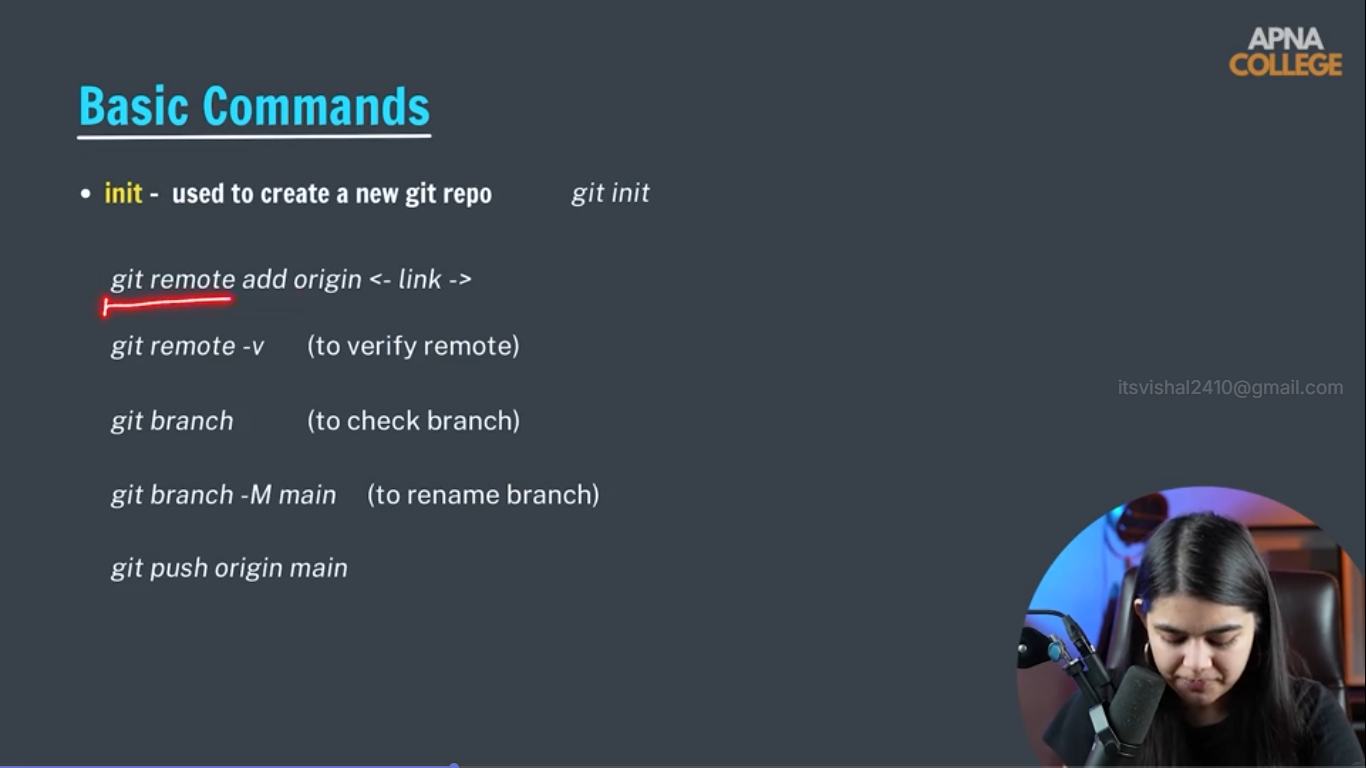 APNA
COLLEGE
Basic Commands
• init - used to create a new git repo git init
git remote add origin <- link ->
git remote -v (to verify remote)
itsvishal2410@gmail.com
git branch (to check branch)
git branch -M main (to rename branch)
git push origin main